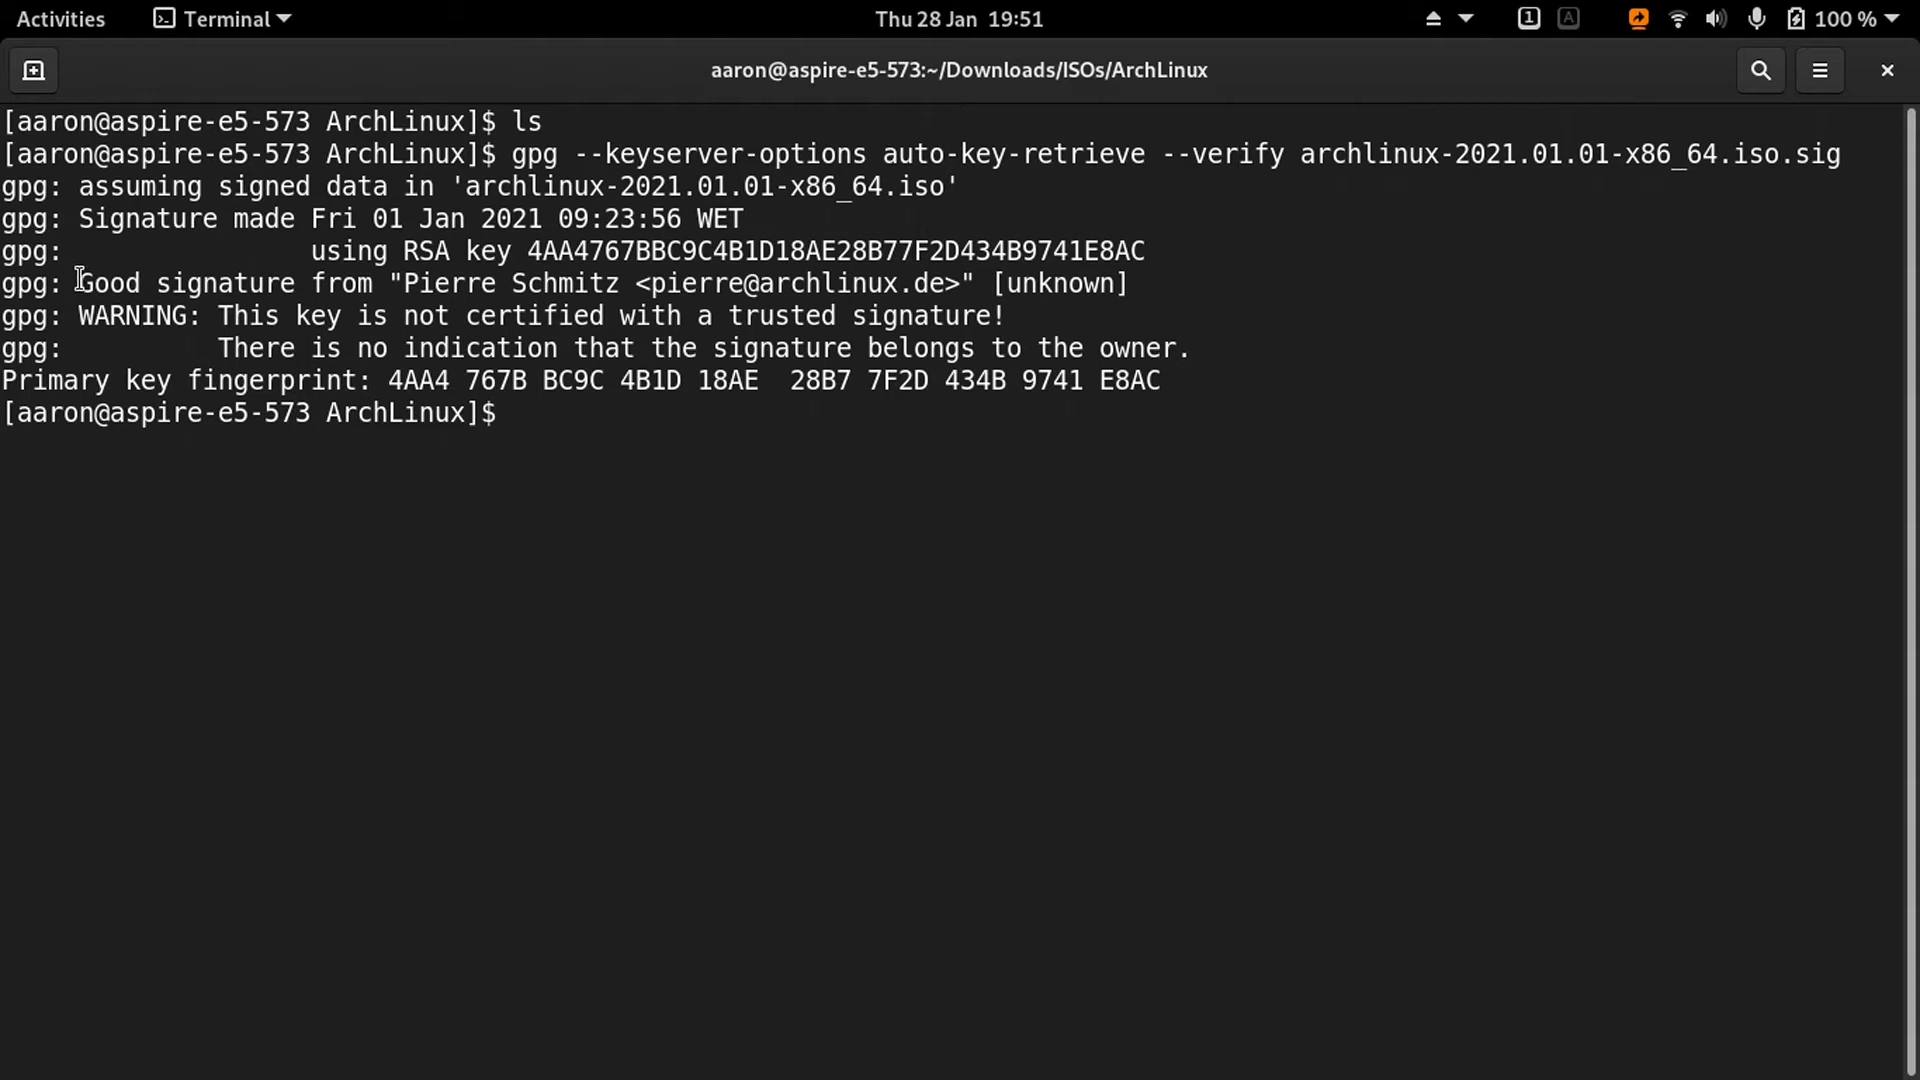 Activities Terminal Thu 28 Jan 19:51 1 A 100 %
aaron@aspire-e5-573:~/Downloads/ISOs/ArchLinux
[aaron@aspire-e5-573 ArchLinux]$ ls
[aaron@aspire-e5-573 ArchLinux]$ gpg --keyserver-options auto-key-retrieve --verify archlinux-2021.01.01-x86_64.iso.sig
gpg: assuming signed data in 'archlinux-2021.01.01-x86_64.iso'
gpg: Signature made Fri 01 Jan 2021 09:23:56 WET
gpg:                using RSA key 4AA4767BBC9C4B1D18AE28B77F2D434B9741E8AC
gpg: Good signature from "Pierre Schmitz <pierre@archlinux.de>" [unknown]
gpg: WARNING: This key is not certified with a trusted signature!
gpg:          There is no indication that the signature belongs to the owner.
Primary key fingerprint: 4AA4 767B BC9C 4B1D 18AE  28B7 7F2D 434B 9741 E8AC
[aaron@aspire-e5-573 ArchLinux]$